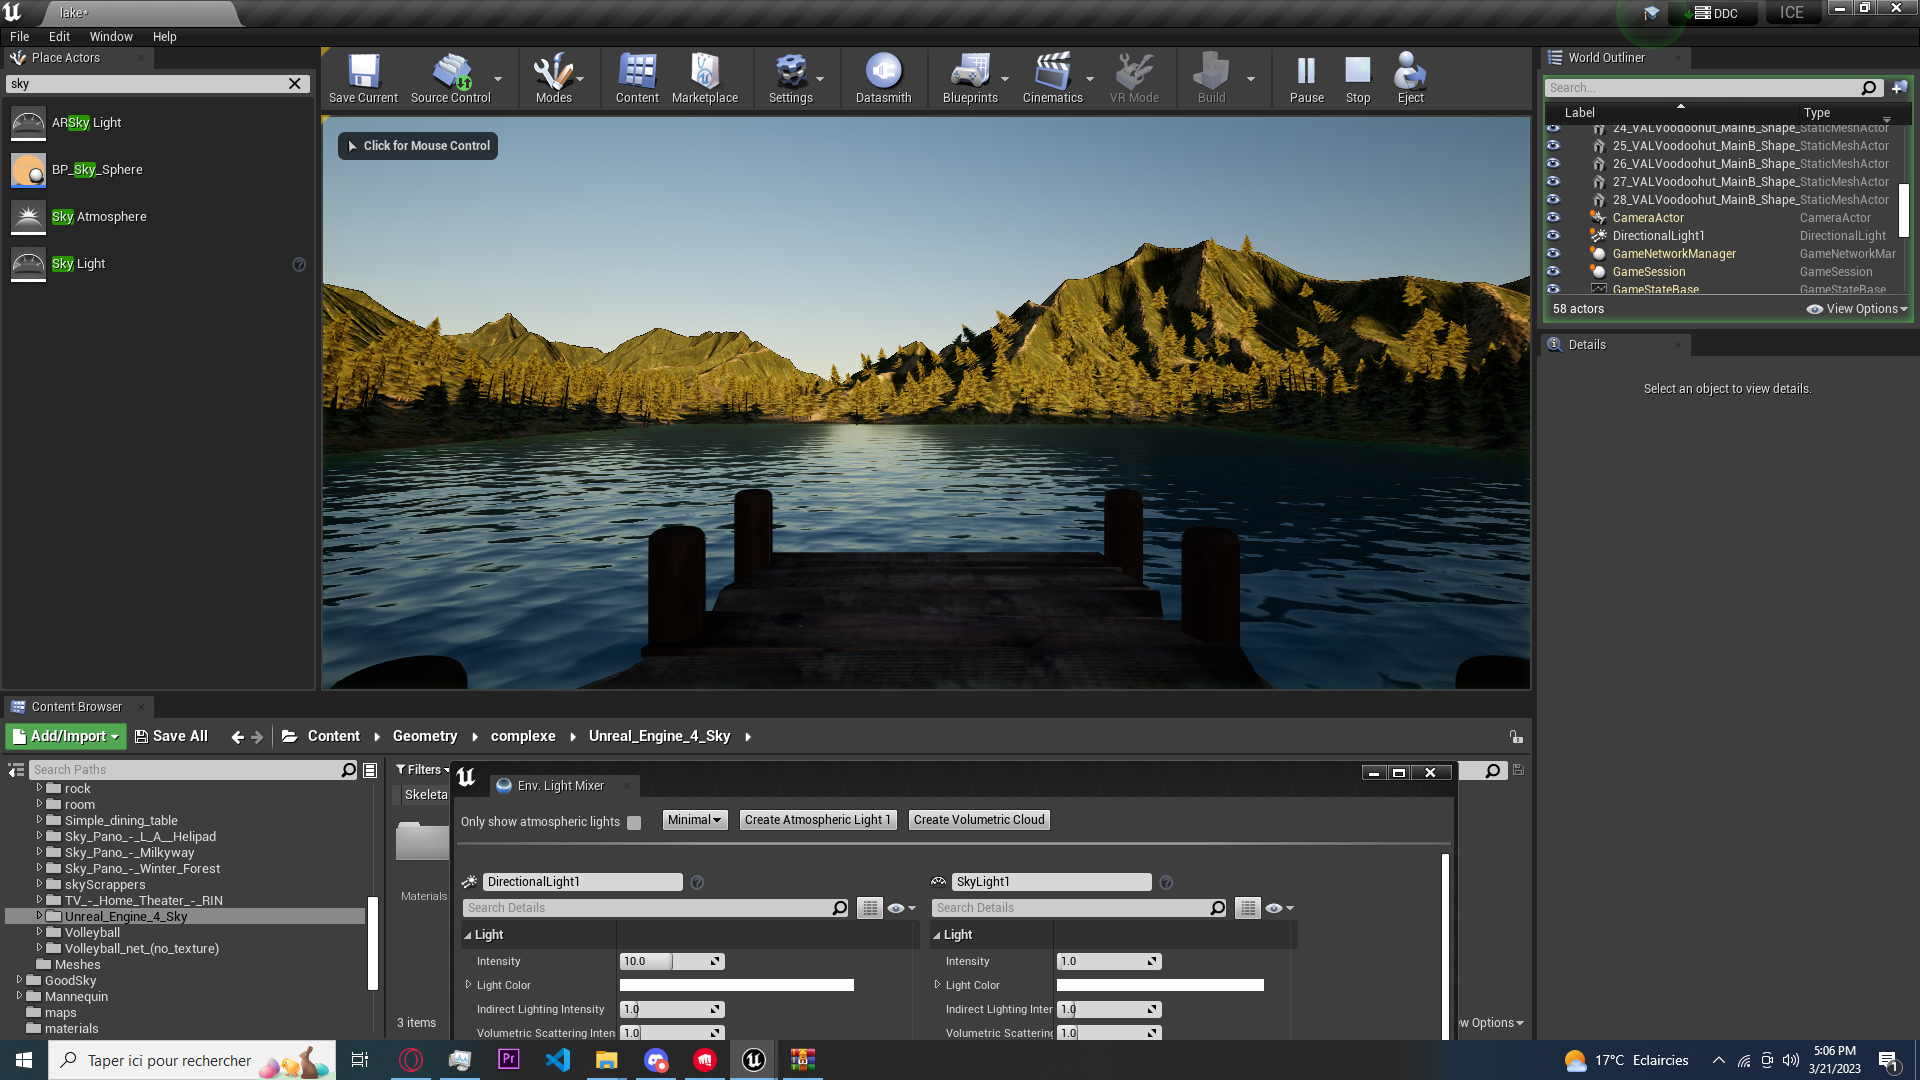 lake*
DDC
ICE
File Edit Window Help
Place Actors
sky
ARSky Light
BP_Sky_Sphere
Sky Atmosphere
Sky Light
Save Current
Source Control
Modes
Content
Marketplace
Settings
Datasmith
Blueprints
Cinematics
VR Mode
Build
Pause
Stop
Eject
Click for Mouse Control
World Outliner
Search...
Label Type
24_VALVoodoohut_MainB_Shape_ StaticMeshActor
25_VALVoodoohut_MainB_Shape_ StaticMeshActor
26_VALVoodoohut_MainB_Shape_ StaticMeshActor
27_VALVoodoohut_MainB_Shape_ StaticMeshActor
28_VALVoodoohut_MainB_Shape_ StaticMeshActor
CameraActor CameraActor
DirectionalLight1 DirectionalLight
GameNetworkManager GameNetworkMar
GameSession GameSession
GameStateBase GameStateBase
58 actors View Options
Details
Select an object to view details.
Content Browser
Add/Import Save All Content Geometry complexe Unreal_Engine_4_Sky
Search Paths
rock
room
Simple_dining_table
Sky_Pano_-_L_A__Helipad
Sky_Pano_-_Milkyway
Sky_Pano_-_Winter_Forest
skyScrappers
TV_-_Home_Theater_-_RIN
Unreal_Engine_4_Sky
Volleyball
Volleyball_net_(no_texture)
Meshes
GoodSky
Mannequin
maps
materials
Filters
Skeleta
Materials
3 items
ew Options
Env. Light Mixer
Only show atmospheric lights Minimal Create Atmospheric Light 1 Create Volumetric Cloud
DirectionalLight1
Search Details
Light
Intensity 10.0
Light Color
Indirect Lighting Intensity 1.0
Volumetric Scattering Inten 1.0
SkyLight1
Search Details
Light
Intensity 1.0
Light Color
Indirect Lighting Inter 1.0
Volumetric Scattering 1.0
Taper ici pour rechercher
Pr
17°C Eclaircies
5:06 PM
3/21/2023
1